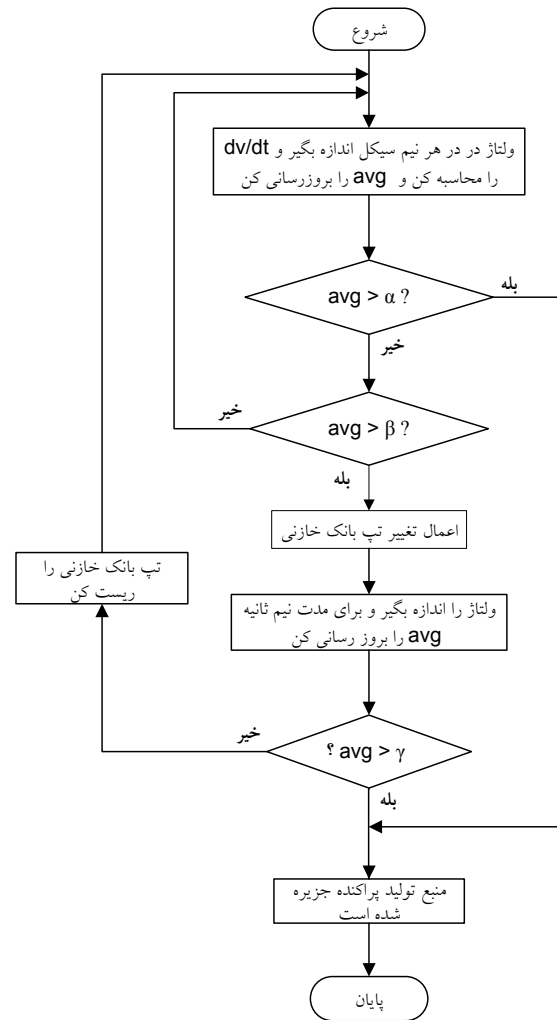 شروع
ولتاژ در در هر نیم سیکل اندازه بگیر و dv/dt
را محاسبه کن و avg را بروزرسانی کن
avg > α ?
بله
خیر
avg > β ?
خیر
بله
اعمال تغییر تپ بانک خازنی
تپ بانک خازنی را
ریست کن
ولتاژ را اندازه بگیر و برای مدت نیم ثانیه
avg را بروز رسانی کن
avg > γ ؟
خیر
بله
منبع تولید پراکنده جزیره
شده است
پایان